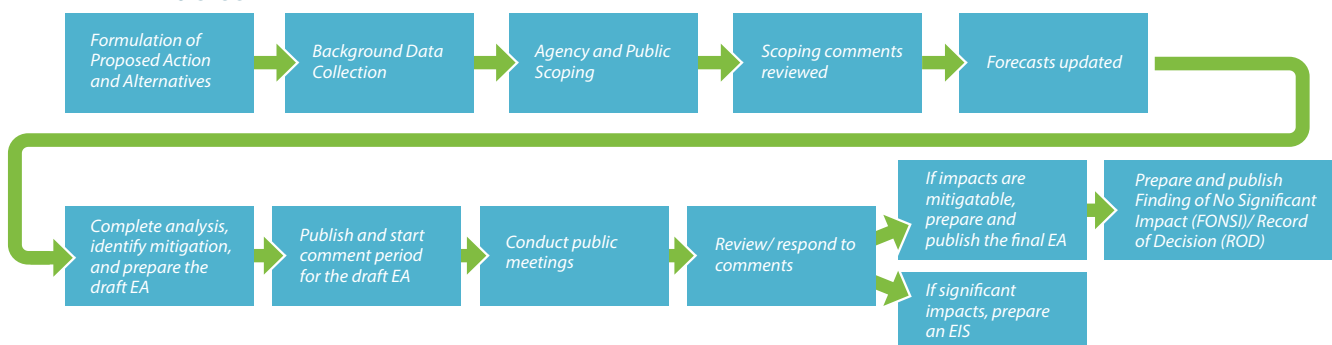 Formulation of
Proposed Action
and Alternatives
Background Data
Collection
Agency and Public
Scoping
Scoping comments
reviewed
Forecasts updated
Complete analysis,
identify mitigation,
and prepare the
draft EA
Publish and start
comment period
for the draft EA
Conduct public
meetings
Review/ respond to
comments
If impacts are
mitigatable,
prepare and
publish the final EA
Prepare and publish
Finding of No Significant
Impact (FONSI)/ Record
of Decision (ROD)
If significant
impacts, prepare
an EIS